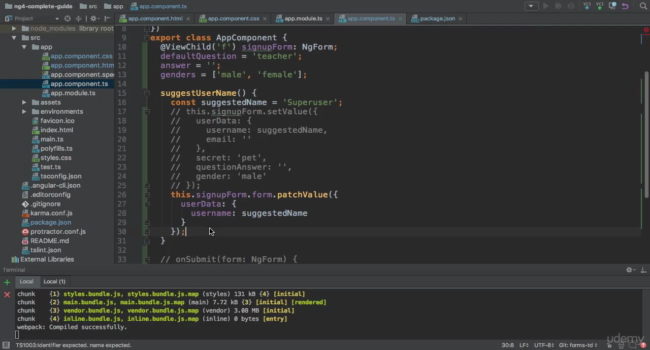 ng4-complete-guide
src
app
Project
app.component.html
app.component.css
app.module.ts
app.component.ts
package.json
node_modules library root
src
app
app.component.css
app.component.htm
app.component.spe
app.component.ts
app.module.ts
assets
environments
favicon.ico
index.html
main.ts
polyfills.ts
styles.css
test.ts
tsconfig.json
.angular-cli.json
.editorconfig
.gitignore
karma.conf.js
package.json
protractor.conf.js
README.md
tslint.json
External Libraries
8 })
9 export class AppComponent {
10 @ViewChild('f') signupForm: NgForm;
11 defaultQuestion = 'teacher';
12 answer = '';
13 genders = ['male', 'female'];
14
15 suggestUserName() {
16 const suggestedName = 'Superuser';
17 // this.signupForm.setValue({
18 // userData: {
19 // username: suggestedName,
20 // email: ''
21 // },
22 // secret: 'pet',
23 // questionAnswer: '',
24 // gender: 'male'
25 // });
26 this.signupForm.form.patchValue({
27 userData: {
28 username: suggestedName
29 }
30 });
31 }
32
33 // onSubmit(form: NgForm) {
Terminal
Local Local (1)
chunk {1} styles.bundle.js, styles.bundle.js.map (styles) 131 kB {4} [initial]
chunk {2} main.bundle.js, main.bundle.js.map (main) 7.72 kB {3} [initial] [rendered]
chunk {3} vendor.bundle.js, vendor.bundle.js.map (vendor) 3.08 MB [initial]
chunk {4} inline.bundle.js, inline.bundle.js.map (inline) 0 bytes [entry]
webpack: Compiled successfully.
TS1003: Identifier expected. name expected.
30:8 LF÷ UTF-8÷ Git: forms-td
udemy